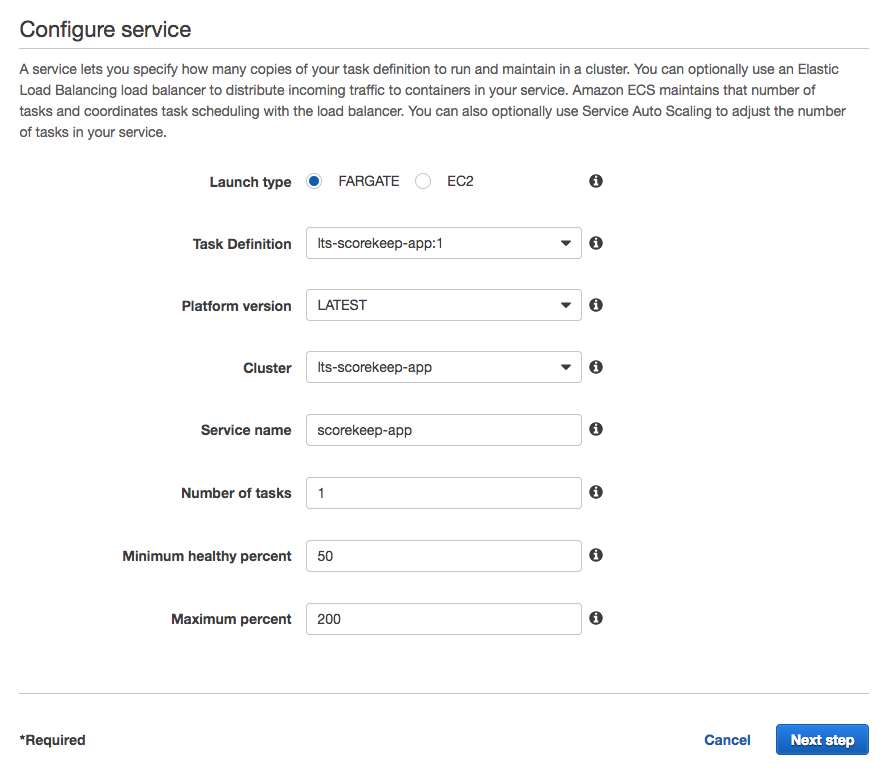 Configure service
A service lets you specify how many copies of your task definition to run and maintain in a cluster. You can optionally use an Elastic
Load Balancing load balancer to distribute incoming traffic to containers in your service. Amazon ECS maintains that number of
tasks and coordinates task scheduling with the load balancer. You can also optionally use Service Auto Scaling to adjust the number
of tasks in your service.
Launch type FARGATE EC2
Task Definition lts-scorekeep-app:1
Platform version LATEST
Cluster lts-scorekeep-app
Service name scorekeep-app
Number of tasks 1
Minimum healthy percent 50
Maximum percent 200
*Required Cancel Next step